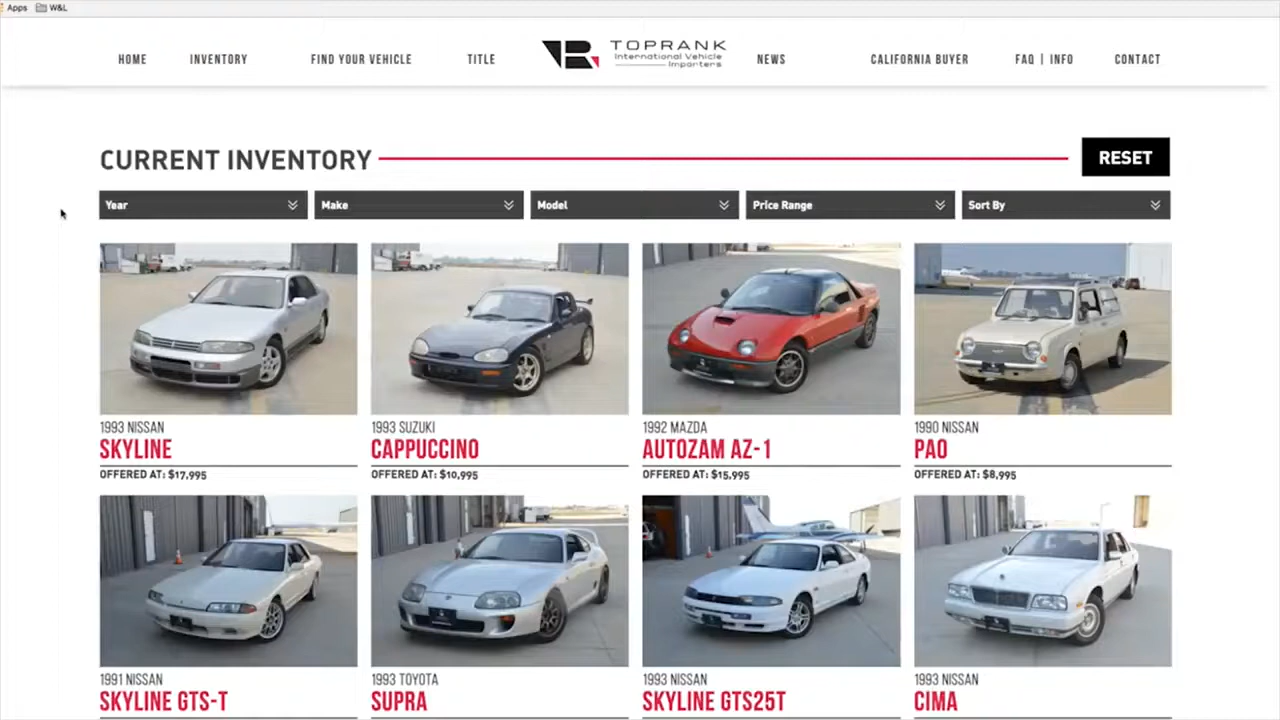 Apps W&L
HOME INVENTORY FIND YOUR VEHICLE TITLE TOPRANK NEWS CALIFORNIA BUYER FAQ | INFO CONTACT
International Vehicle
Importers
CURRENT INVENTORY RESET
Year Make Model Price Range Sort By
1993 NISSAN 1993 SUZUKI 1992 MAZDA 1990 NISSAN
SKYLINE CAPPUCCINO AUTOZAM AZ-1 PAO
OFFERED AT: $17,995 OFFERED AT: $10,995 OFFERED AT: $15,995 OFFERED AT: $8,995
1991 NISSAN 1993 TOYOTA 1993 NISSAN 1993 NISSAN
SKYLINE GTS-T SUPRA SKYLINE GTS25T CIMA